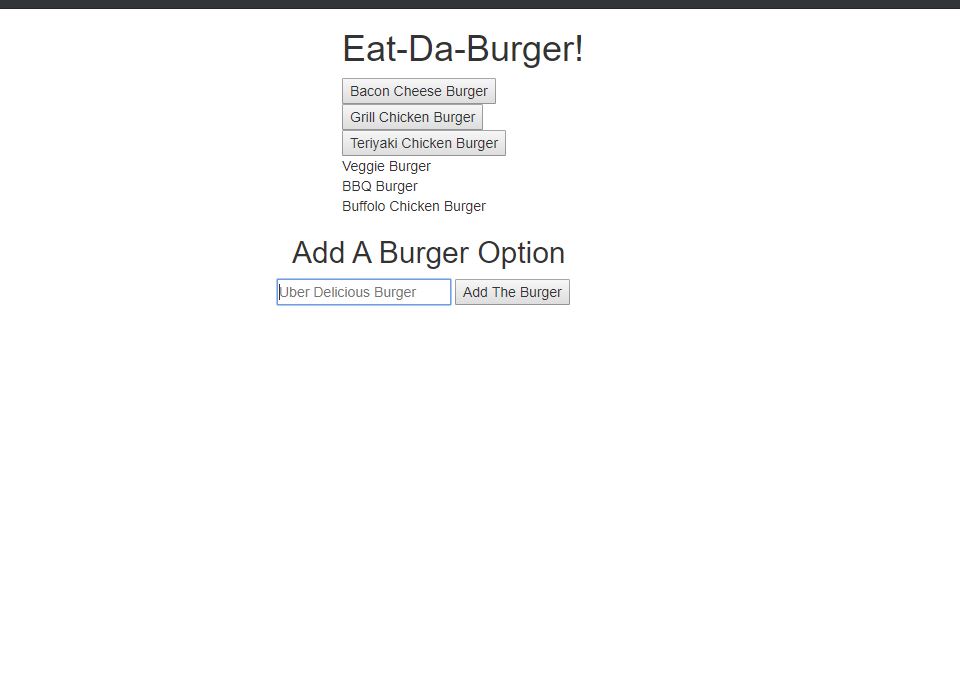 Eat-Da-Burger!
Bacon Cheese Burger
Grill Chicken Burger
Teriyaki Chicken Burger
Veggie Burger
BBQ Burger
Buffolo Chicken Burger
Add A Burger Option
Uber Delicious Burger Add The Burger